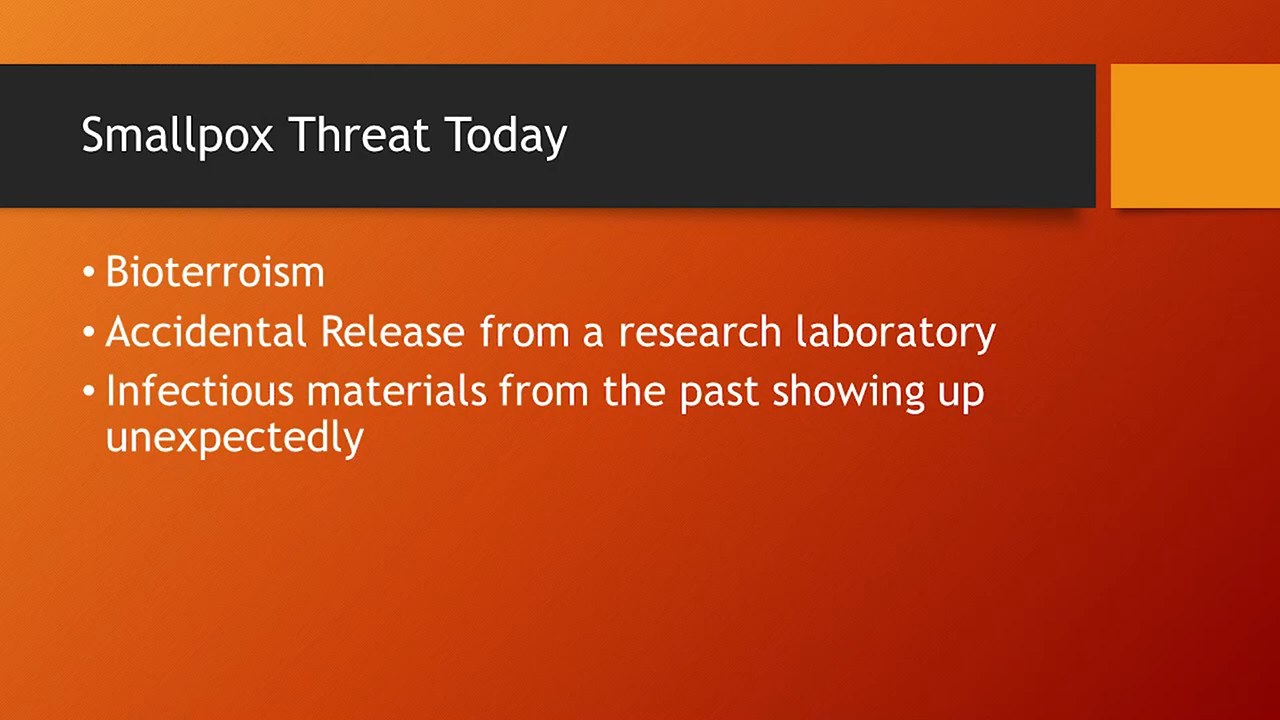 Smallpox Threat Today
• Bioterroism
• Accidental Release from a research laboratory
• Infectious materials from the past showing up
unexpectedly